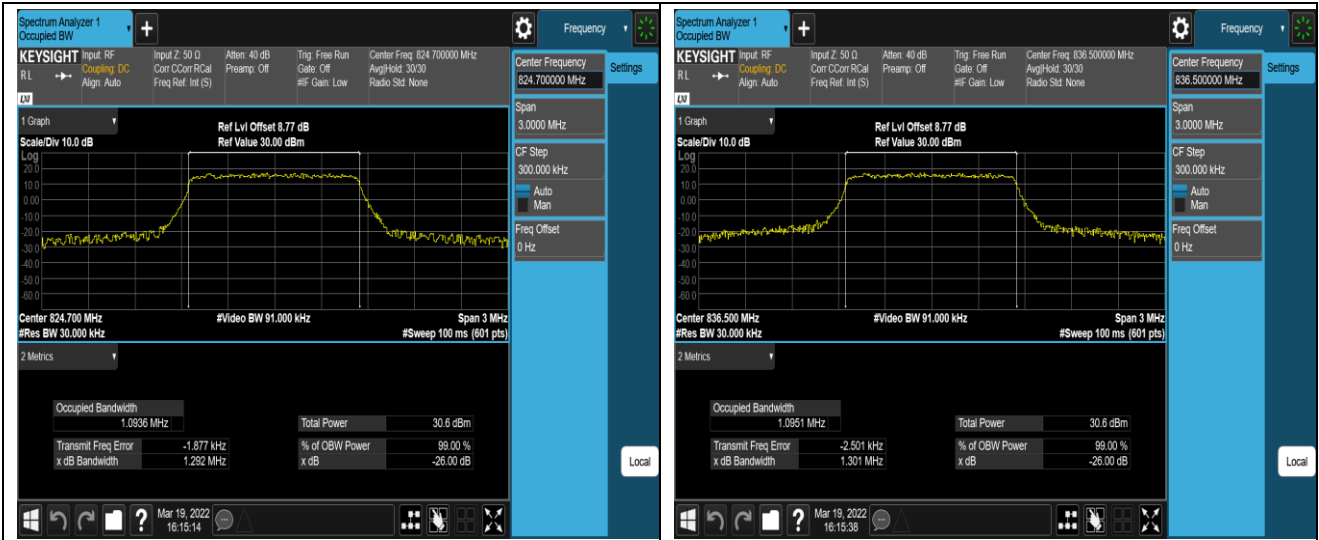 Spectrum Analyzer 1
Occupied BW
+
Frequency
KEYSIGHT
RL
LXI
Input: RF
Coupling: DC
Align: Auto
Input Z: 50 Ω
Corr CCorr RCal
Freq Ref: Int (S)
Atten: 40 dB
Preamp: Off
Trig: Free Run
Gate: Off
#IF Gain: Low
Center Freq: 824.700000 MHz
Avg|Hold: 30/30
Radio Std: None
Center Frequency
824.700000 MHz
Settings
Span
3.0000 MHz
CF Step
300.000 kHz
Auto
Man
Freq Offset
0 Hz
1 Graph
Scale/Div 10.0 dB
Ref Lvl Offset 8.77 dB
Ref Value 30.00 dBm
Log
20.0
10.0
0.00
-10.0
-20.0
-30.0
-40.0
-50.0
-60.0
Center 824.700 MHz
#Video BW 91.000 kHz
Span 3 MHz
#Res BW 30.000 kHz
#Sweep 100 ms (601 pts)
2 Metrics
Occupied Bandwidth
1.0936 MHz
Total Power 30.6 dBm
Transmit Freq Error -1.877 kHz
% of OBW Power 99.00 %
x dB Bandwidth 1.292 MHz
x dB -26.00 dB
Local
?
Mar 19, 2022
16:15:14
Spectrum Analyzer 1
Occupied BW
+
Frequency
KEYSIGHT
RL
LXI
Input: RF
Coupling: DC
Align: Auto
Input Z: 50 Ω
Corr CCorr RCal
Freq Ref: Int (S)
Atten: 40 dB
Preamp: Off
Trig: Free Run
Gate: Off
#IF Gain: Low
Center Freq: 836.500000 MHz
Avg|Hold: 30/30
Radio Std: None
Center Frequency
836.500000 MHz
Settings
Span
3.0000 MHz
CF Step
300.000 kHz
Auto
Man
Freq Offset
0 Hz
1 Graph
Scale/Div 10.0 dB
Ref Lvl Offset 8.77 dB
Ref Value 30.00 dBm
Log
20.0
10.0
0.00
-10.0
-20.0
-30.0
-40.0
-50.0
-60.0
Center 836.500 MHz
#Video BW 91.000 kHz
Span 3 MHz
#Res BW 30.000 kHz
#Sweep 100 ms (601 pts)
2 Metrics
Occupied Bandwidth
1.0951 MHz
Total Power 30.6 dBm
Transmit Freq Error -2.501 kHz
% of OBW Power 99.00 %
x dB Bandwidth 1.301 MHz
x dB -26.00 dB
Local
?
Mar 19, 2022
16:15:38